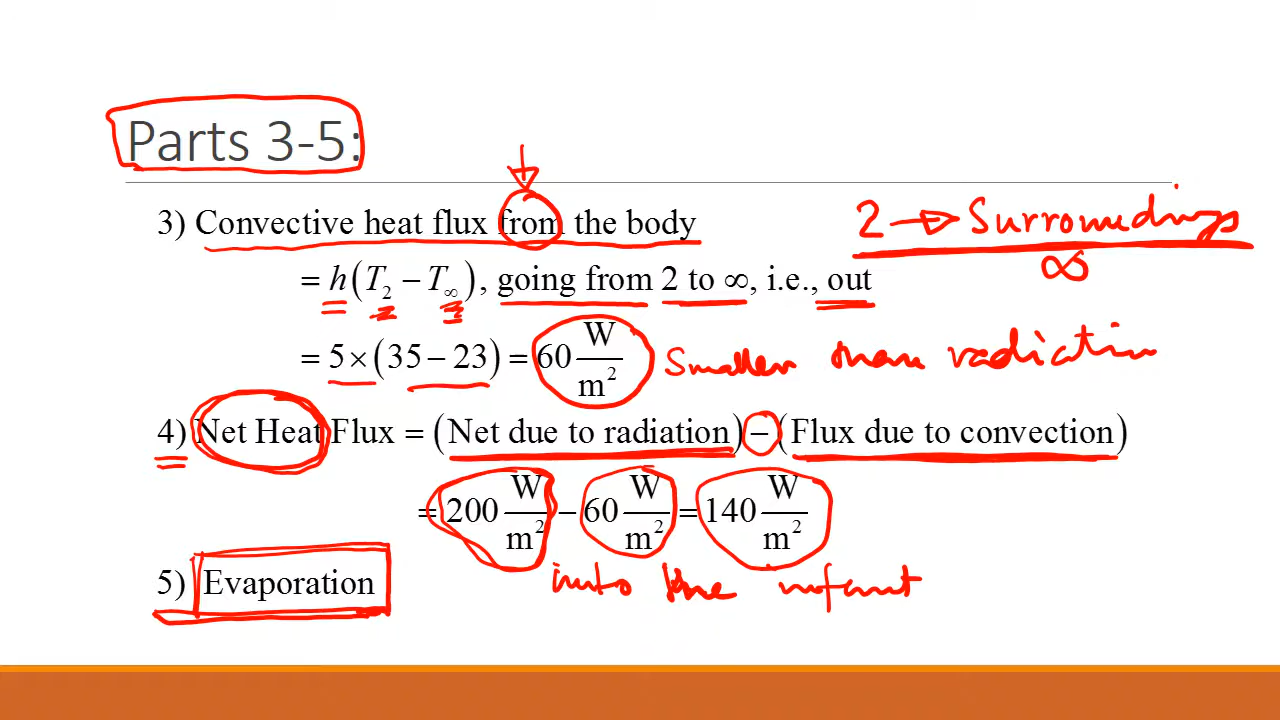 Parts 3-5:
3) Convective heat flux from the body
2 → Surroundings
∞
= h(T₂ − T∞), going from 2 to ∞, i.e., out
= 5×(35 − 23) = 60 W/m² Smaller than radiation
4) Net Heat Flux = (Net due to radiation) − (Flux due to convection)
= 200 W/m² − 60 W/m² = 140 W/m²
5) Evaporation
into the infant